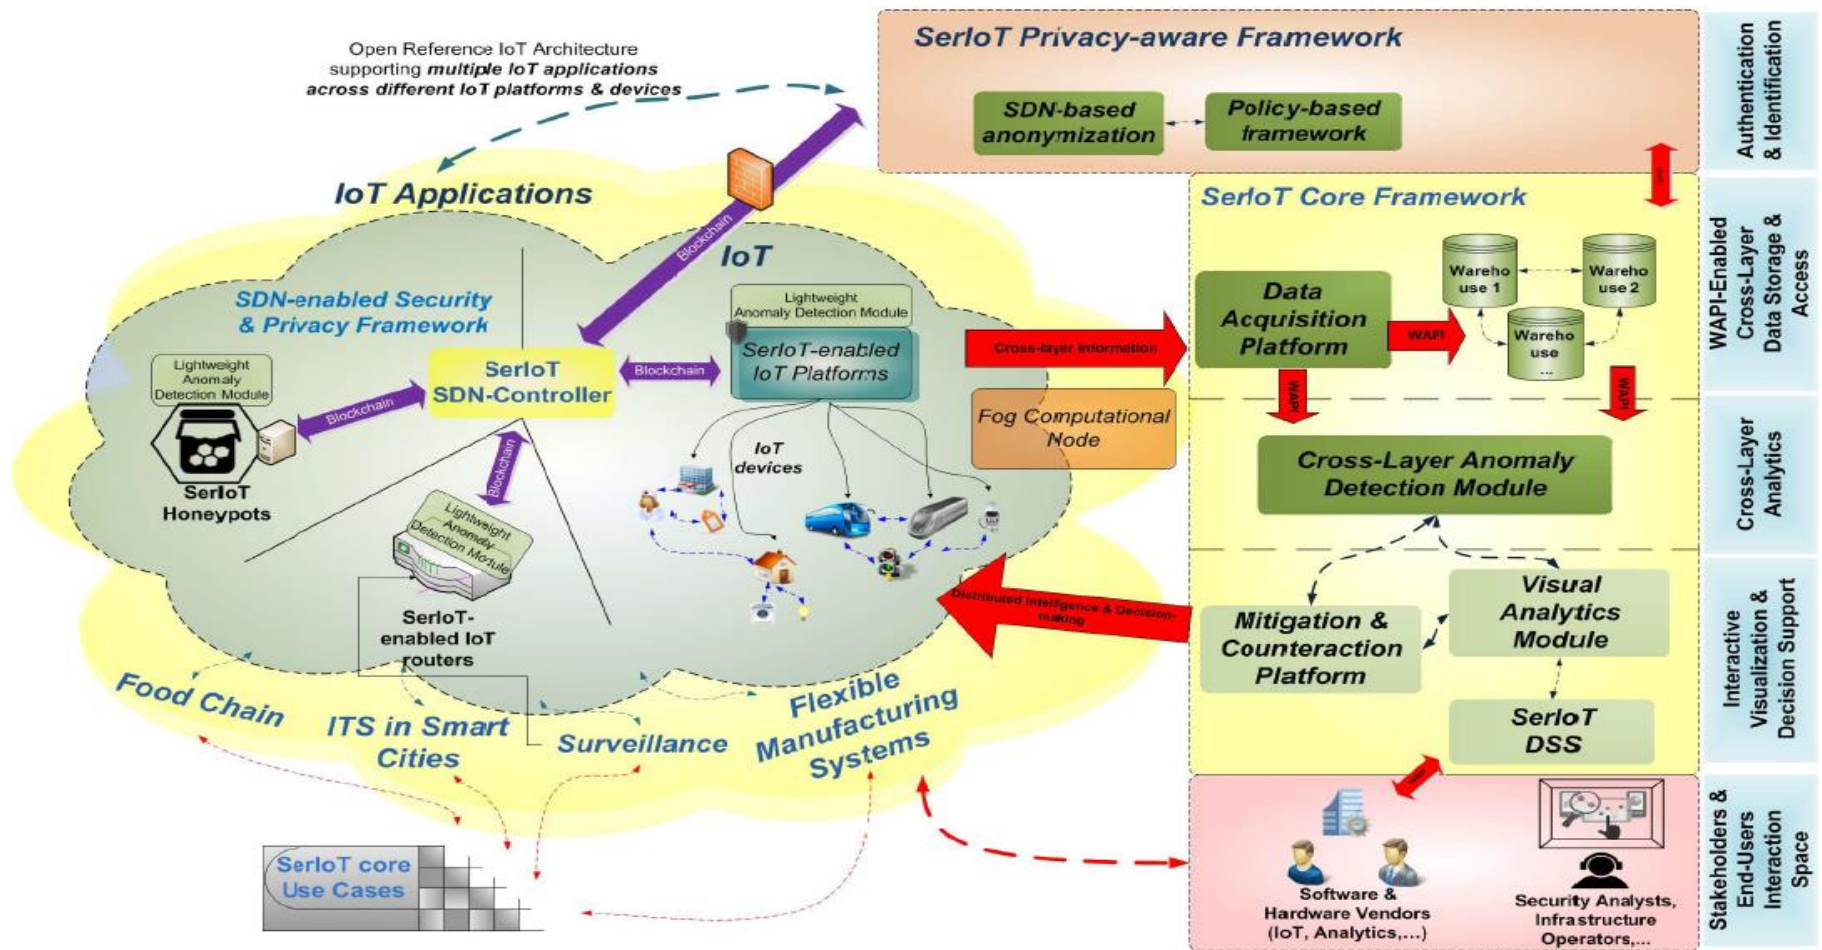 Open Reference IoT Architecture
supporting multiple IoT applications
across different IoT platforms & devices
SerIoT Privacy-aware Framework
SDN-based
anonymization
Policy-based
framework
Authentication
& Identification
IoT Applications
Blockchain
IoT
SDN-enabled Security
& Privacy Framework
Lightweight
Anomaly
Detection Module
Blockchain
SerIoT
Honeypots
SerIoT
SDN-Controller
Blockchain
Lightweight
Anomaly Detection Module
SerIoT-enabled
IoT Platforms
IoT
devices
Blockchain
Lightweight
Anomaly
Detection Module
SerIoT-
enabled IoT
routers
Cross-layer Information
Fog Computational
Node
Distributed Intelligence & Decision-
making
SerIoT Core Framework
Data
Acquisition
Platform
WAPI
Wareho
use 1
Wareho
use 2
Wareho
use
...
WAPI
WAPI
WAPI-Enabled
Cross-Layer
Data Storage &
Access
Cross-Layer Anomaly
Detection Module
Cross-Layer
Analytics
Mitigation &
Counteraction
Platform
Visual
Analytics
Module
SerIoT
DSS
Interactive
Visualization &
Decision Support
Food Chain
ITS in Smart
Cities
Surveillance
Flexible
Manufacturing
Systems
SerIoT core
Use Cases
Software &
Hardware Vendors
(IoT, Analytics,...)
Security Analysts,
Infrastructure
Operators,...
Stakeholders &
End-Users
Interaction
Space